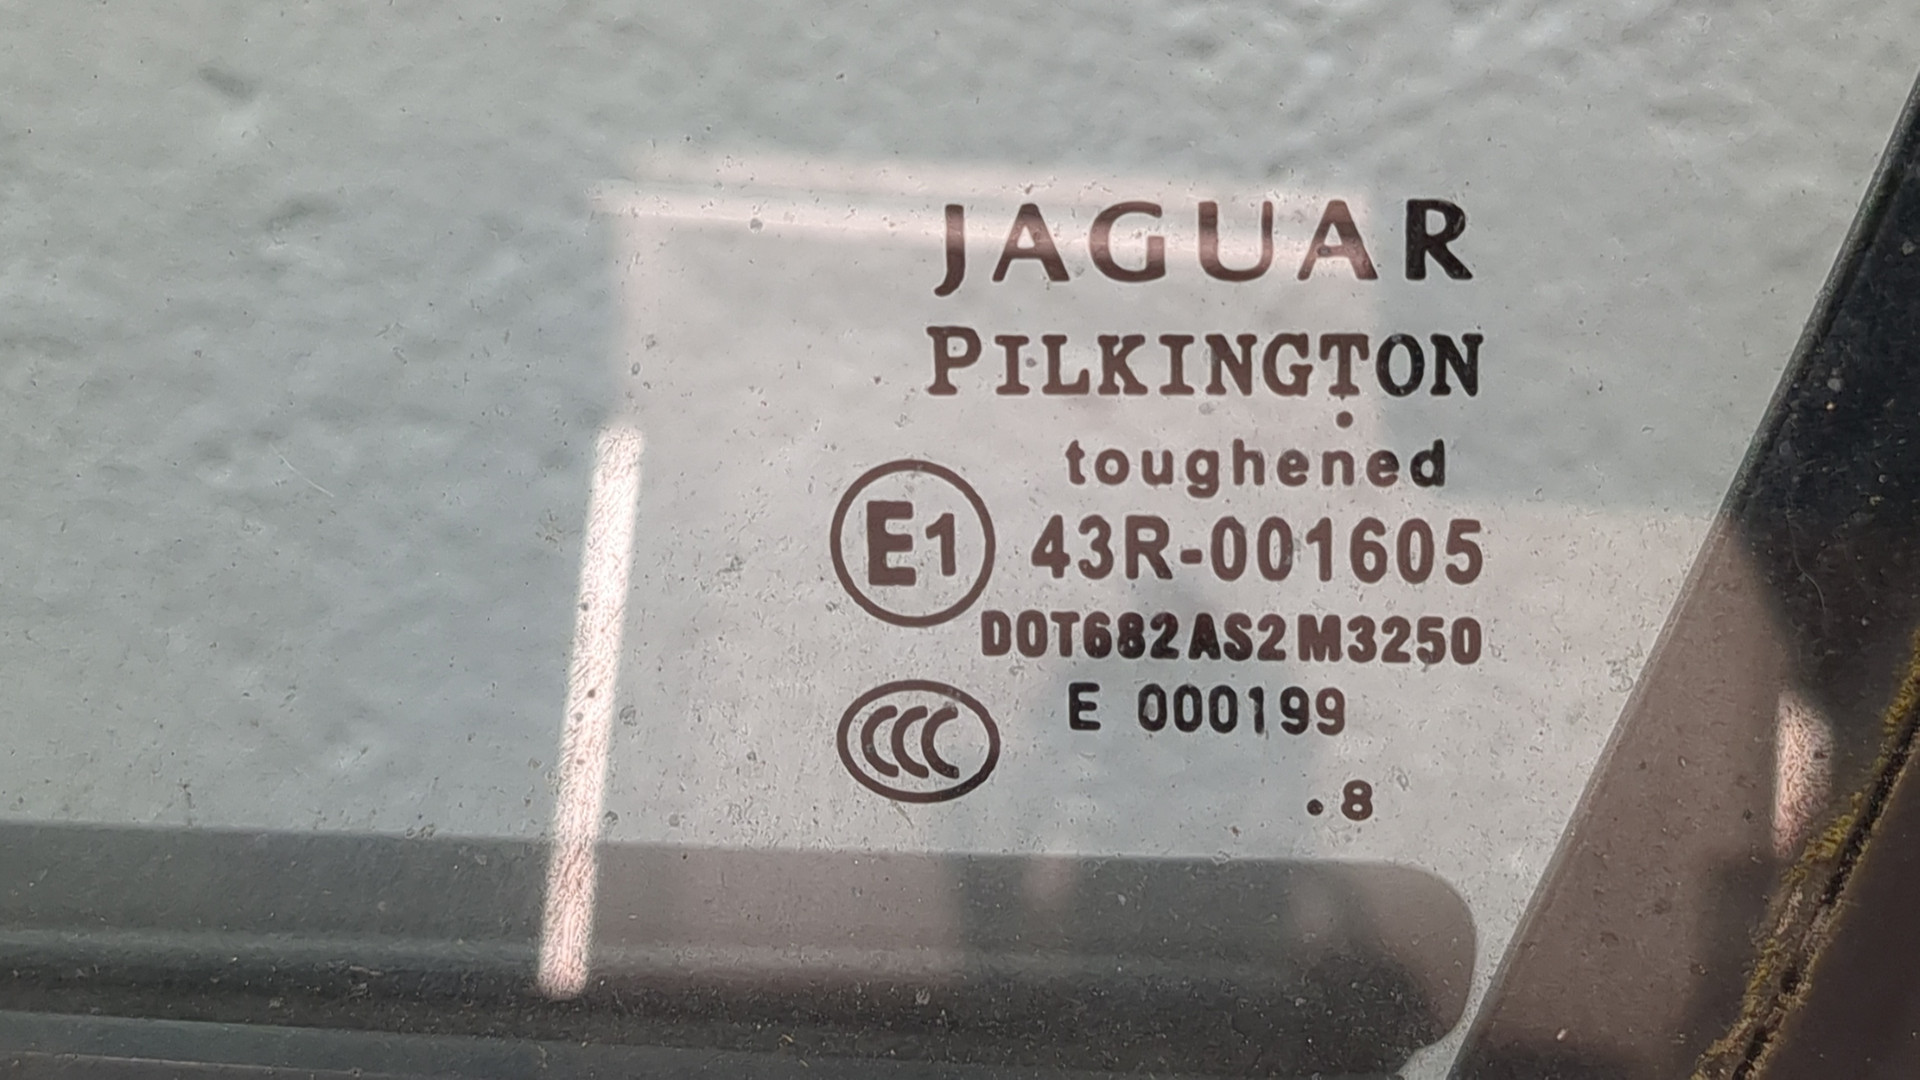 JAGUAR
PILKINGTON
toughened
E1 43R-001605
DOT682AS2M3250
CCC E 000199
.8